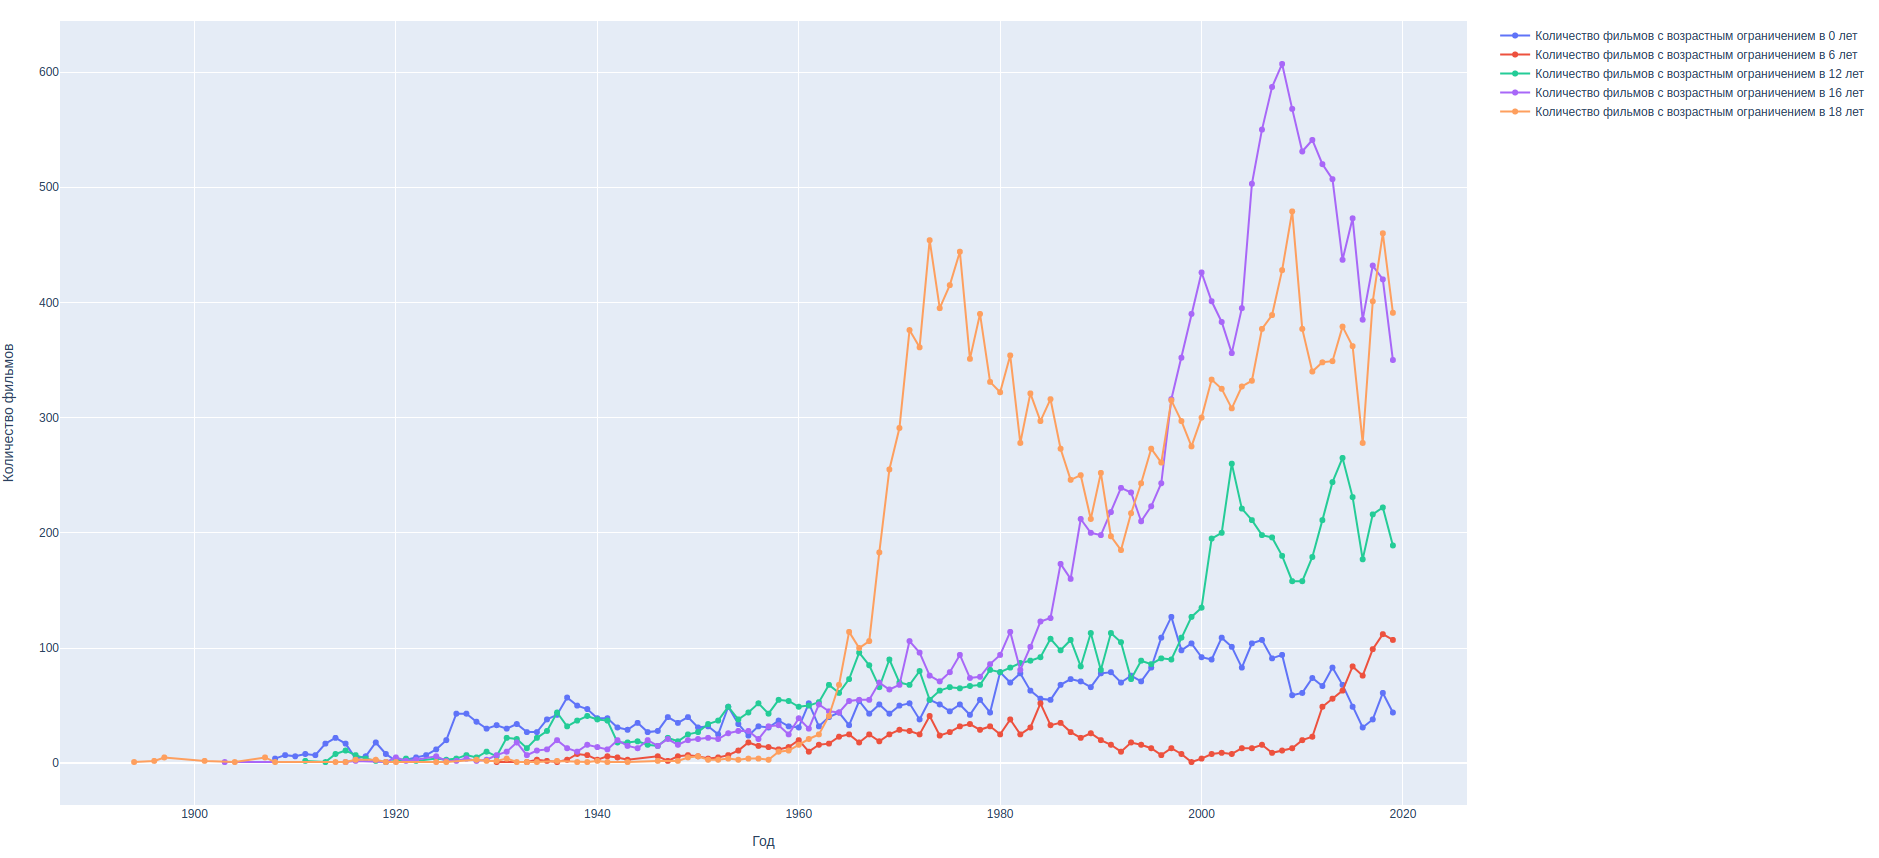 Количество фильмов с возрастным ограничением в 0 лет
Количество фильмов с возрастным ограничением в 6 лет
Количество фильмов с возрастным ограничением в 12 лет
Количество фильмов с возрастным ограничением в 16 лет
Количество фильмов с возрастным ограничением в 18 лет
600
500
400
300
200
100
0
Количество фильмов
1900 1920 1940 1960 1980 2000 2020
Год